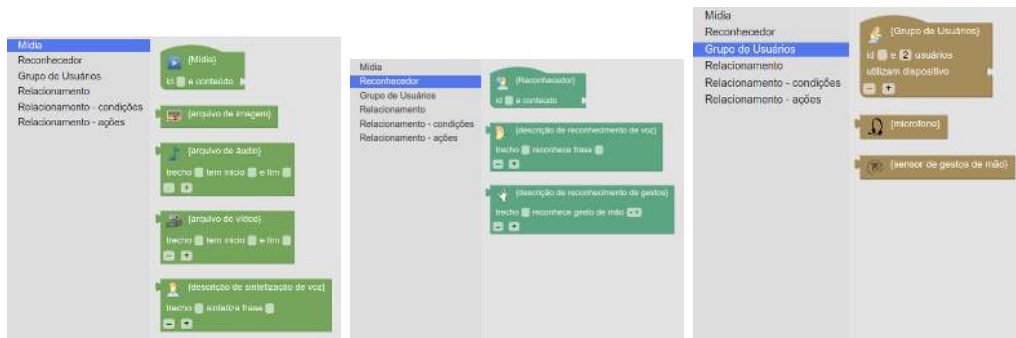 Mídia
Reconhecedor
Grupo de Usuários
Relacionamento
Relacionamento - condições
Relacionamento - ações
{Mídia}
id e conteúdo
{arquivo de imagem}
{arquivo de áudio}
trecho tem início e fim
- +
{arquivo de vídeo}
trecho tem início e fim
- +
{descrição de sintetização de voz}
trecho sintetiza frase
- +
Mídia
Reconhecedor
Grupo de Usuários
Relacionamento
Relacionamento - condições
Relacionamento - ações
{Reconhecedor}
id e conteúdo
{descrição de reconhecimento de voz}
trecho reconhece frase
- +
{descrição de reconhecimento de gestos}
trecho reconhece gesto de mão
- +
Mídia
Reconhecedor
Grupo de Usuários
Relacionamento
Relacionamento - condições
Relacionamento - ações
{Grupo de Usuários}
id e 2 usuários
utilizam dispositivo
- +
{microfone}
{sensor de gestos de mão}